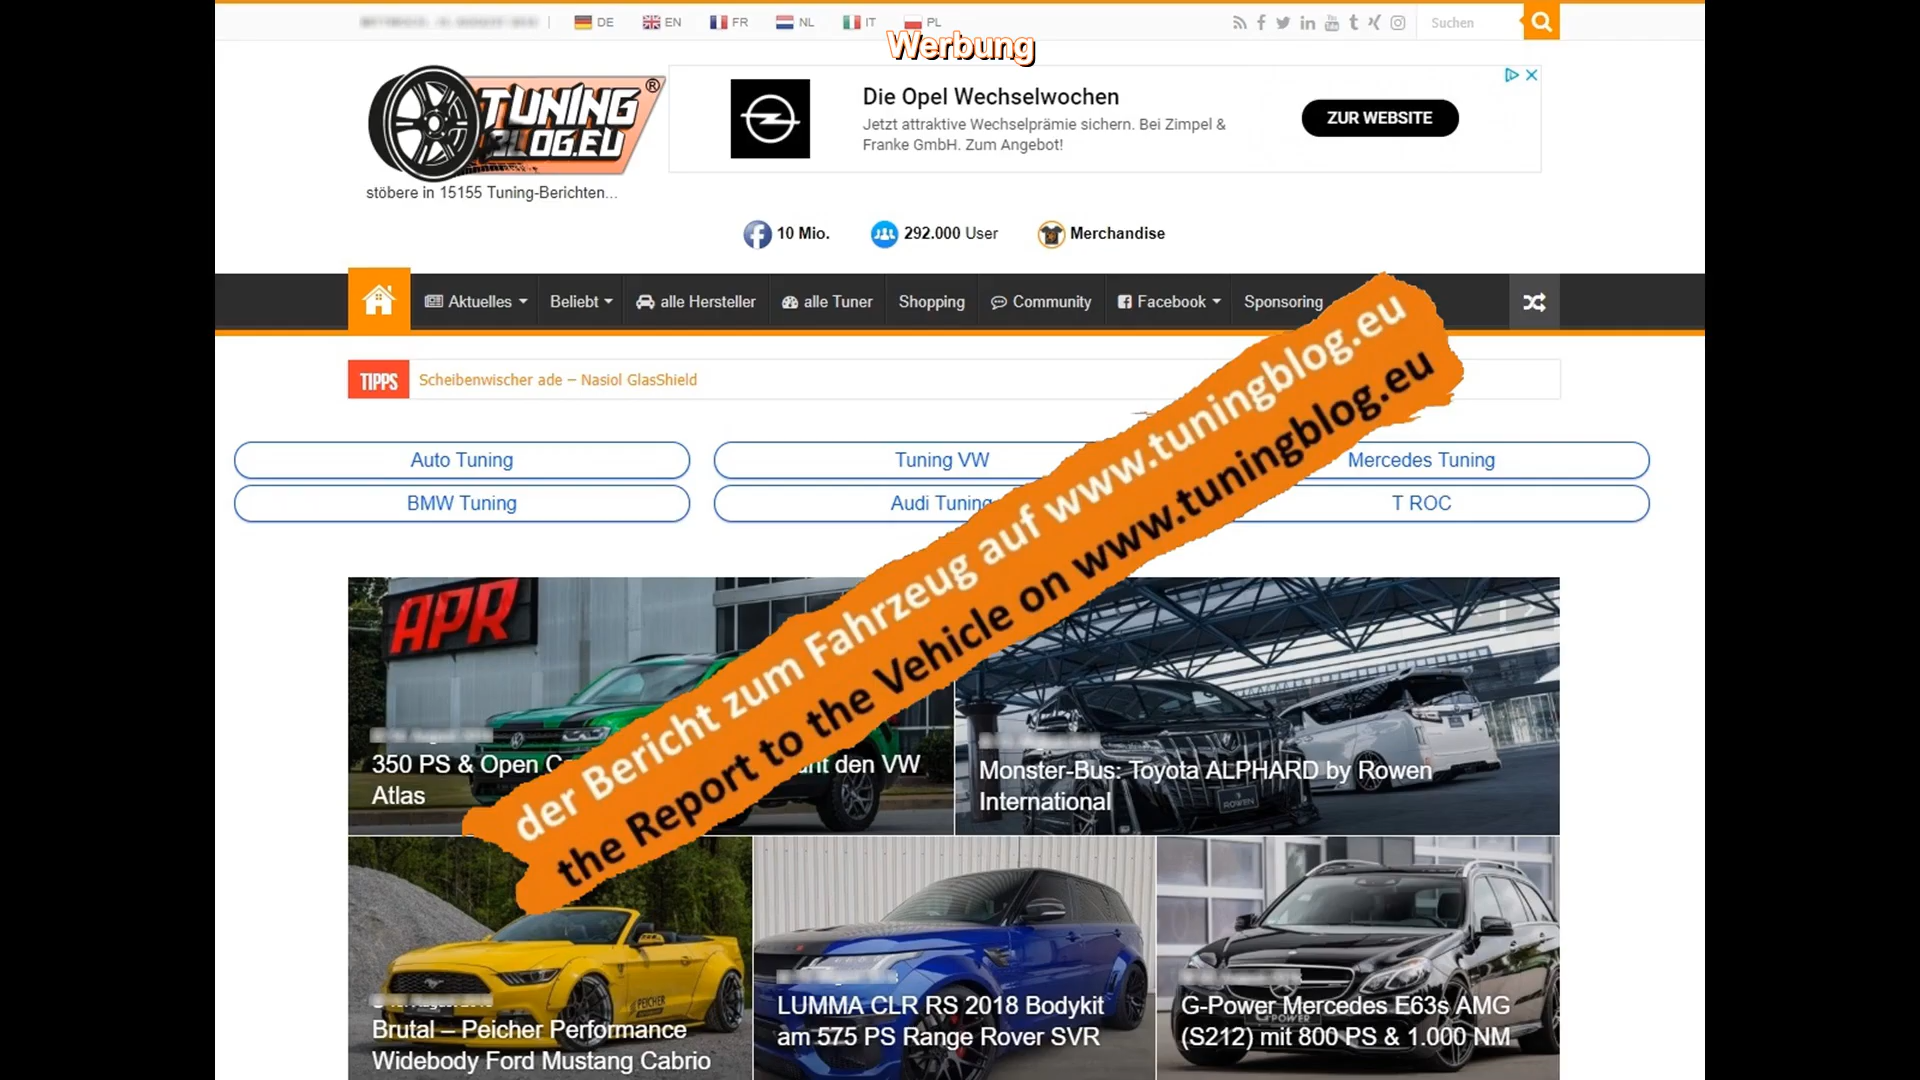 DE
EN
FR
NL
IT
PL
Suchen
Werbung
TUNING
BLOG.EU
®
stöbere in 15155 Tuning-Berichten...
Die Opel Wechselwochen
Jetzt attraktive Wechselprämie sichern. Bei Zimpel &
Franke GmbH. Zum Angebot!
ZUR WEBSITE
10 Mio.
292.000 User
Merchandise
Aktuelles
Beliebt
alle Hersteller
alle Tuner
Shopping
Community
Facebook
Sponsoring
TIPPS
Scheibenwischer ade – Nasiol GlasShield
Auto Tuning
Tuning VW
Mercedes Tuning
BMW Tuning
Audi Tuning
T ROC
der Bericht zum Fahrzeug auf www.tuningblog.eu
the Report to the Vehicle on www.tuningblog.eu
APR
350 PS & Open
den VW
Atlas
Monster-Bus: Toyota ALPHARD by Rowen
International
ROWEN
PEICHER
Brutal – Peicher Performance
Widebody Ford Mustang Cabrio
LUMMA CLR RS 2018 Bodykit
am 575 PS Range Rover SVR
G-Power Mercedes E63s AMG
(S212) mit 800 PS & 1.000 NM
G-POWER